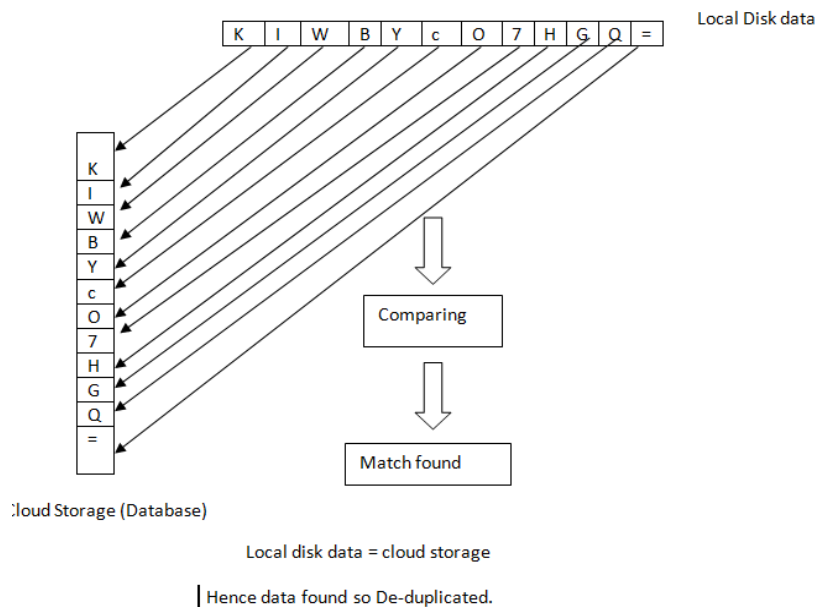 Local Disk data
K I W B Y c O 7 H G Q =
K
I
W
B
Y
c
O
7
H
G
Q
=
Comparing
Match found
:loud Storage (Database)
Local disk data = cloud storage
Hence data found so De-duplicated.